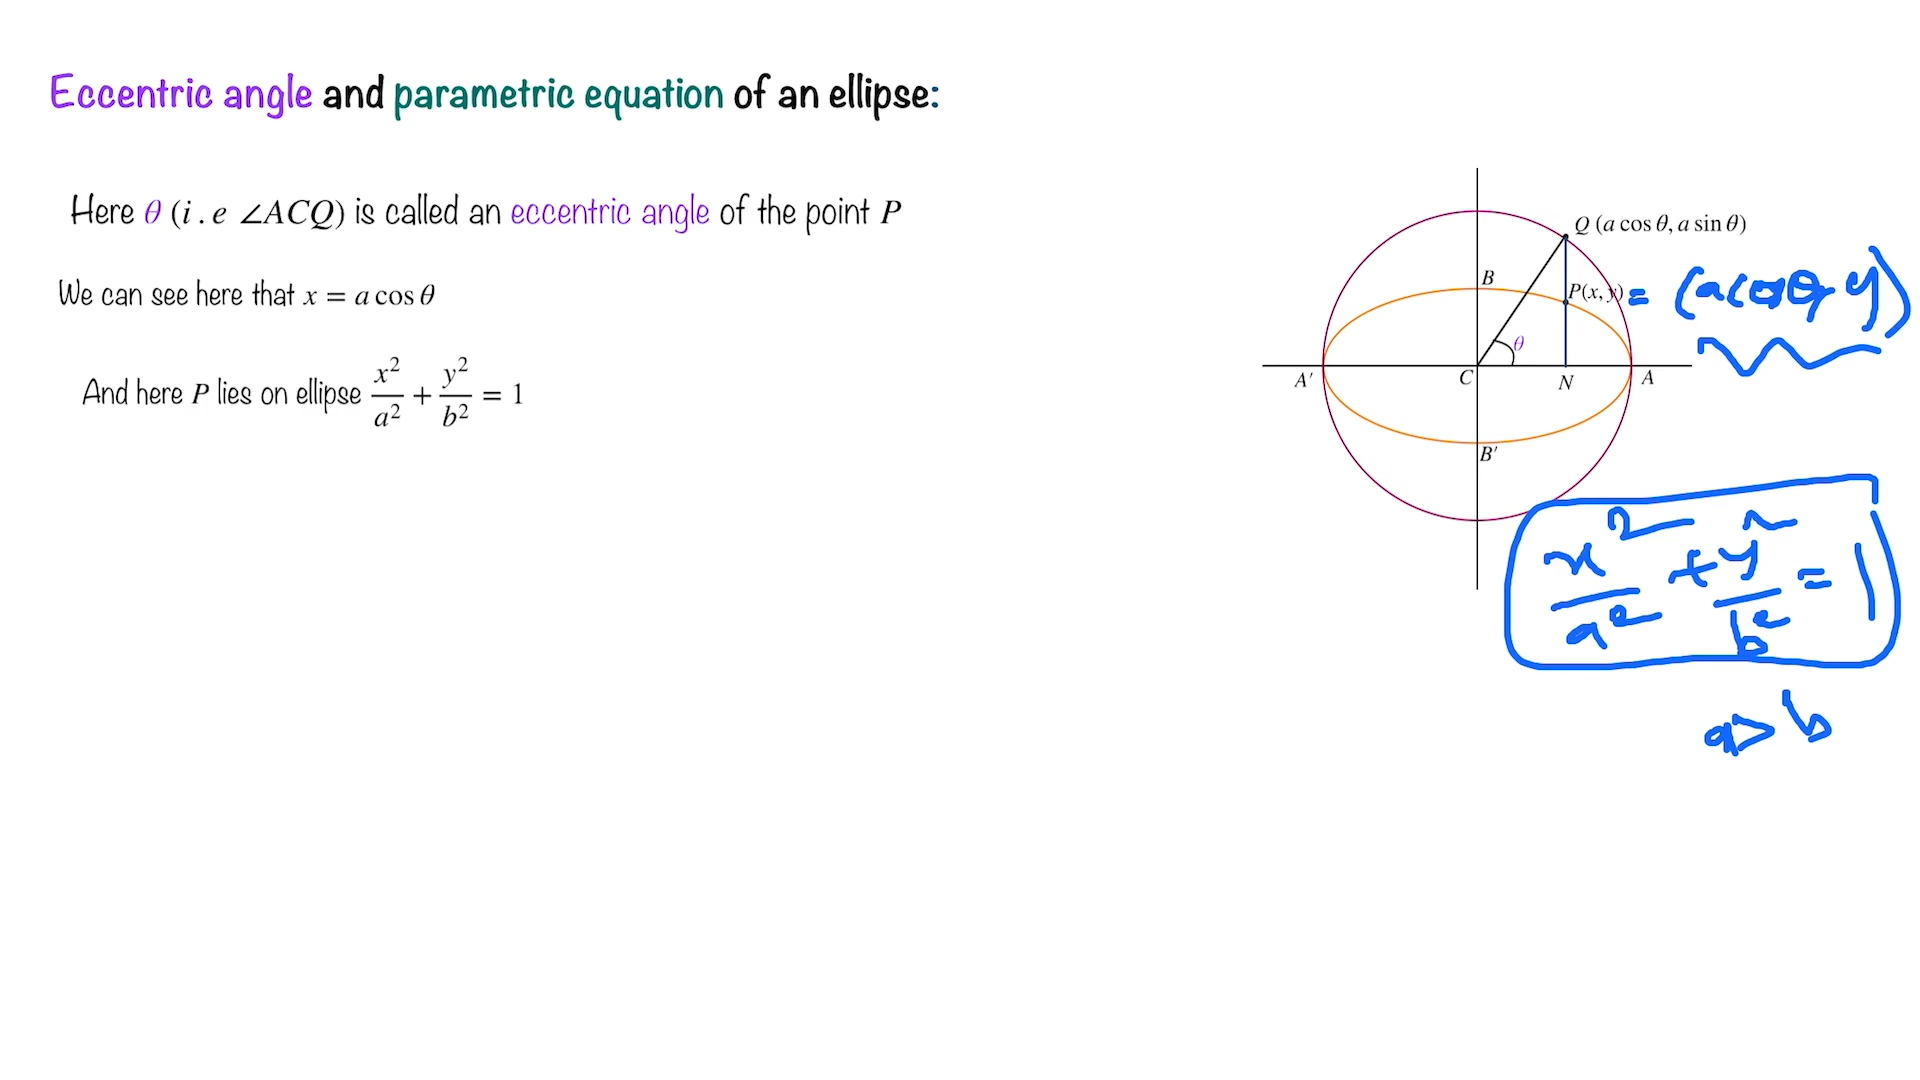 Eccentric angle and parametric equation of an ellipse:
Here θ (i.e ∠ACQ) is called an eccentric angle of the point P
We can see here that x = a cos θ
And here P lies on ellipse x²/a² + y²/b² = 1
Q (a cos θ, a sin θ)
B
P(x, y) = (a cos θ, y)
θ
A′
C
N
A
B′
x²/a² + y²/b² = 1
a > b